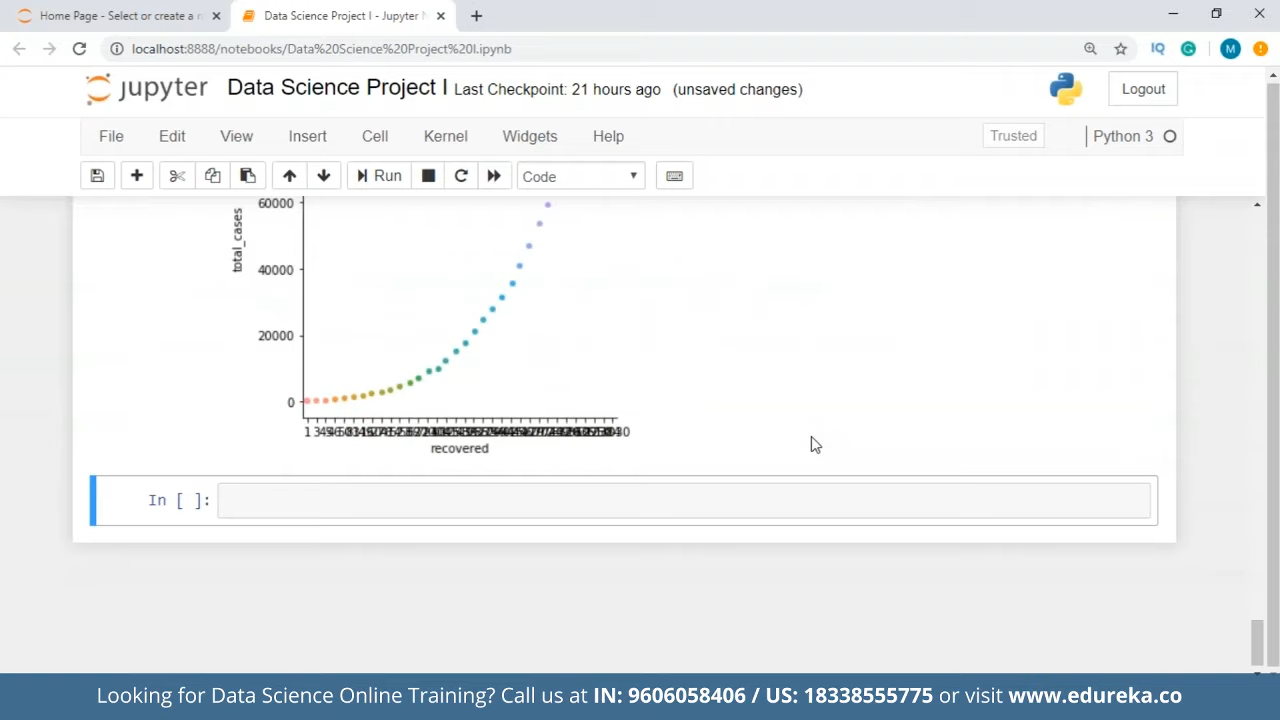 Home Page - Select or create a n
Data Science Project I - Jupyter N
localhost:8888/notebooks/Data%20Science%20Project%20I.ipynb
IQ
M
jupyter Data Science Project I Last Checkpoint: 21 hours ago (unsaved changes)
Logout
File Edit View Insert Cell Kernel Widgets Help
Trusted
Python 3
Run
Code
60000
total_cases
40000
20000
0
recovered
In [ ]:
Looking for Data Science Online Training? Call us at IN: 9606058406 / US: 18338555775 or visit www.edureka.co